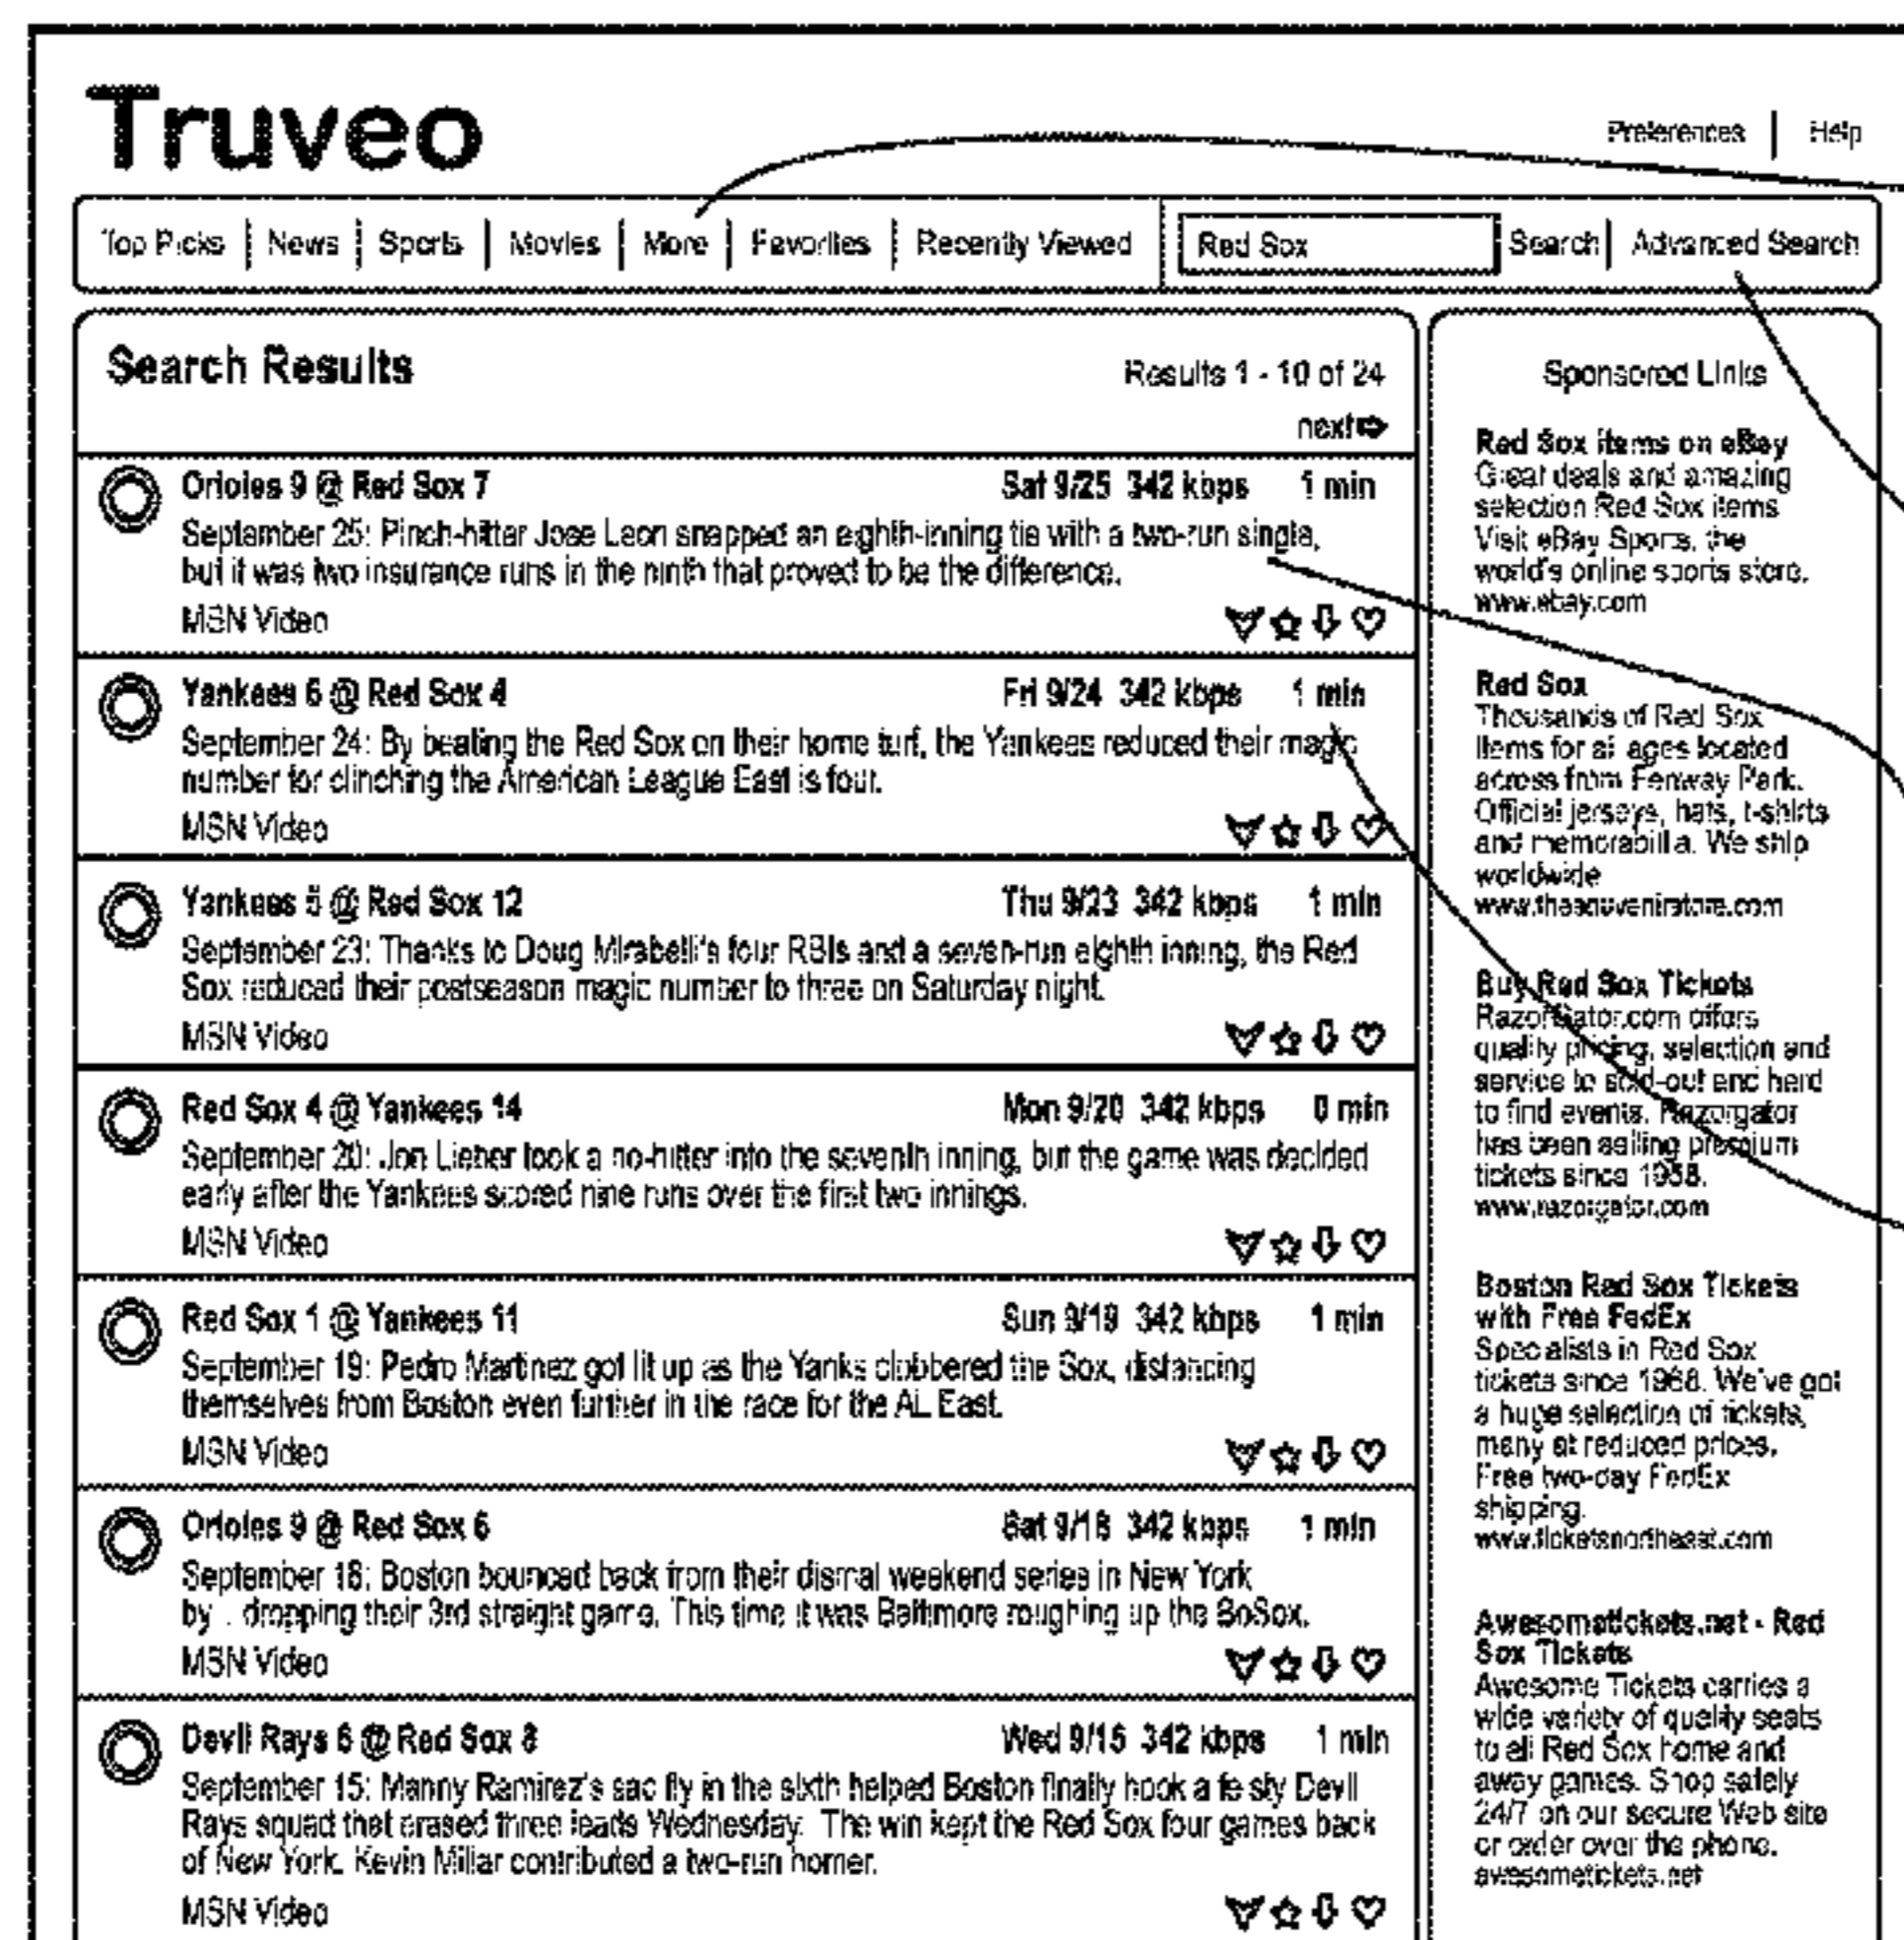 Truveo
Preferences | Help
Top Picks | News | Sports | Movies | More | Favorites | Recently Viewed | Red Sox Search | Advanced Search
Search Results
Results 1 - 10 of 24
next
Orioles 9 @ Red Sox 7 Sat 9/25 342 kbps 1 min
September 25: Pinch-hitter Jose Leon snapped an eighth-inning tie with a two-run single,
but it was two insurance runs in the ninth that proved to be the difference.
MSN Video
Yankees 6 @ Red Sox 4 Fri 9/24 342 kbps 1 min
September 24: By beating the Red Sox on their home turf, the Yankees reduced their magic
number for clinching the American League East is four.
MSN Video
Yankees 5 @ Red Sox 12 Thu 9/23 342 kbps 1 min
September 23: Thanks to Doug Mirabelli's four RBIs and a seven-run eighth inning, the Red
Sox reduced their postseason magic number to three on Saturday night.
MSN Video
Red Sox 4 @ Yankees 14 Mon 9/20 342 kbps 0 min
September 20: Jon Lieber took a no-hitter into the seventh inning, but the game was decided
early after the Yankees scored nine runs over the first two innings.
MSN Video
Red Sox 1 @ Yankees 11 Sun 9/19 342 kbps 1 min
September 19: Pedro Martinez got lit up as the Yanks clobbered the Sox, distancing
themselves from Boston even further in the race for the AL East.
MSN Video
Orioles 9 @ Red Sox 6 Sat 9/18 342 kbps 1 min
September 18: Boston bounced back from their dismal weekend series in New York
by . dropping their 3rd straight game. This time it was Baltimore roughing up the BoSox.
MSN Video
Devil Rays 6 @ Red Sox 8 Wed 9/15 342 kbps 1 min
September 15: Manny Ramirez's sac fly in the sixth helped Boston finally hook a feisty Devil
Rays squad that erased three leads Wednesday. The win kept the Red Sox four games back
of New York. Kevin Millar contributed a two-run homer.
MSN Video
Sponsored Links
Red Sox items on eBay
Great deals and amazing
selection Red Sox items
Visit eBay Sports, the
world's online sports store.
www.ebay.com
Red Sox
Thousands of Red Sox
items for all ages located
across from Fenway Park.
Official jerseys, hats, t-shirts
and memorabilia. We ship
worldwide
www.thesouvenirstore.com
Buy Red Sox Tickets
RazorGator.com offers
quality pricing, selection and
service to sold-out and hard
to find events. Razorgator
has been selling premium
tickets since
www.razorgator.com
Boston Red Sox Tickets
with Free FedEx
Specialists in Red Sox
tickets since 1968. We've got
a huge selection of tickets,
many at reduced prices.
Free two-day FedEx
shipping.
www.ticketsnortheast.com
Awesometickets.net - Red
Sox Tickets
Awesome Tickets carries a
wide variety of quality seats
to all Red Sox home and
away games. Shop safely
24/7 on our secure Web site
or order over the phone.
awesometickets.net